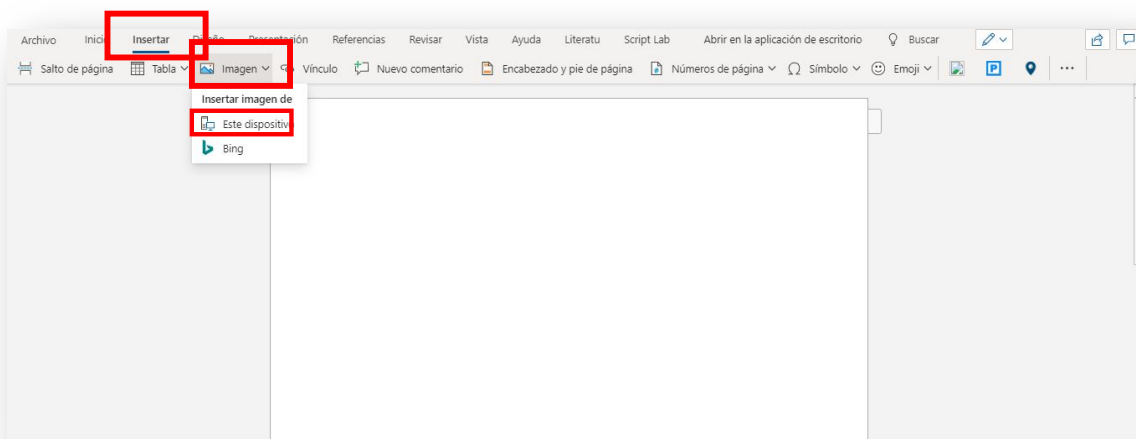 Archivo Inicio Insertar Diseño Presentación Referencias Revisar Vista Ayuda Literatu Script Lab Abrir en la aplicación de escritorio Buscar
Salto de página Tabla Imagen Vínculo Nuevo comentario Encabezado y pie de página Números de página Símbolo Emoji
Insertar imagen de
Este dispositivo
Bing